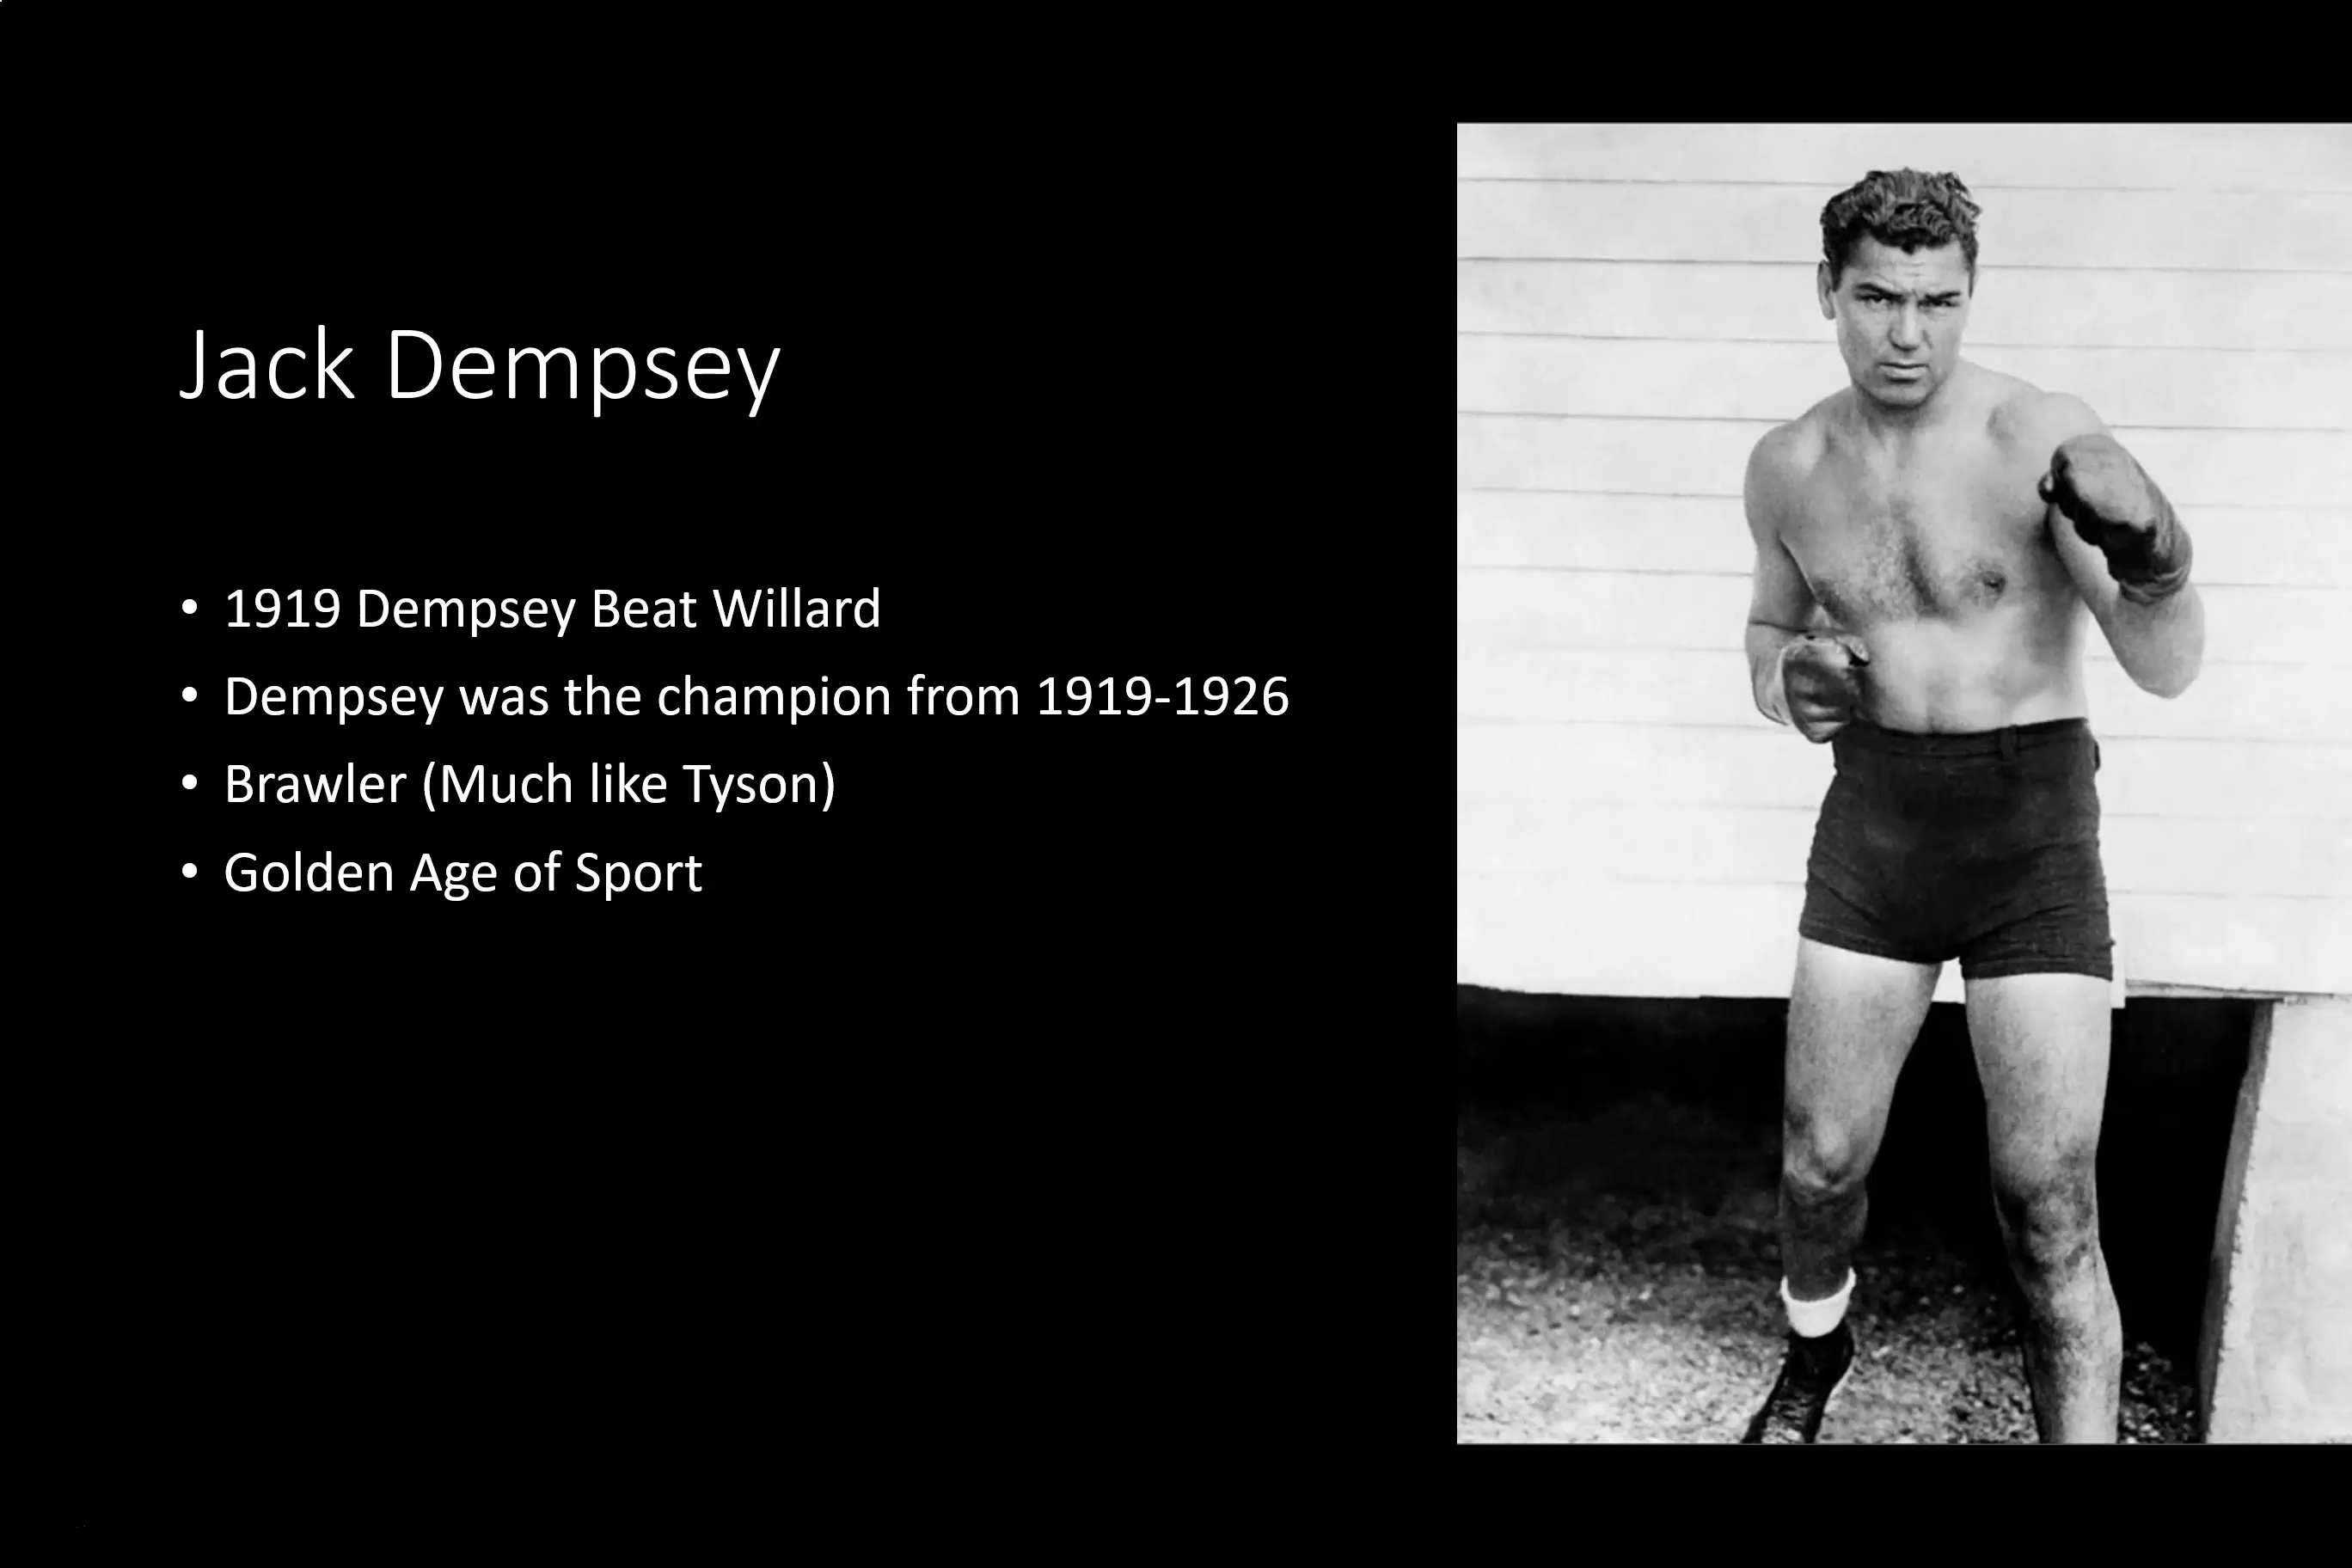 Jack Dempsey
• 1919 Dempsey Beat Willard
• Dempsey was the champion from 1919-1926
• Brawler (Much like Tyson)
• Golden Age of Sport